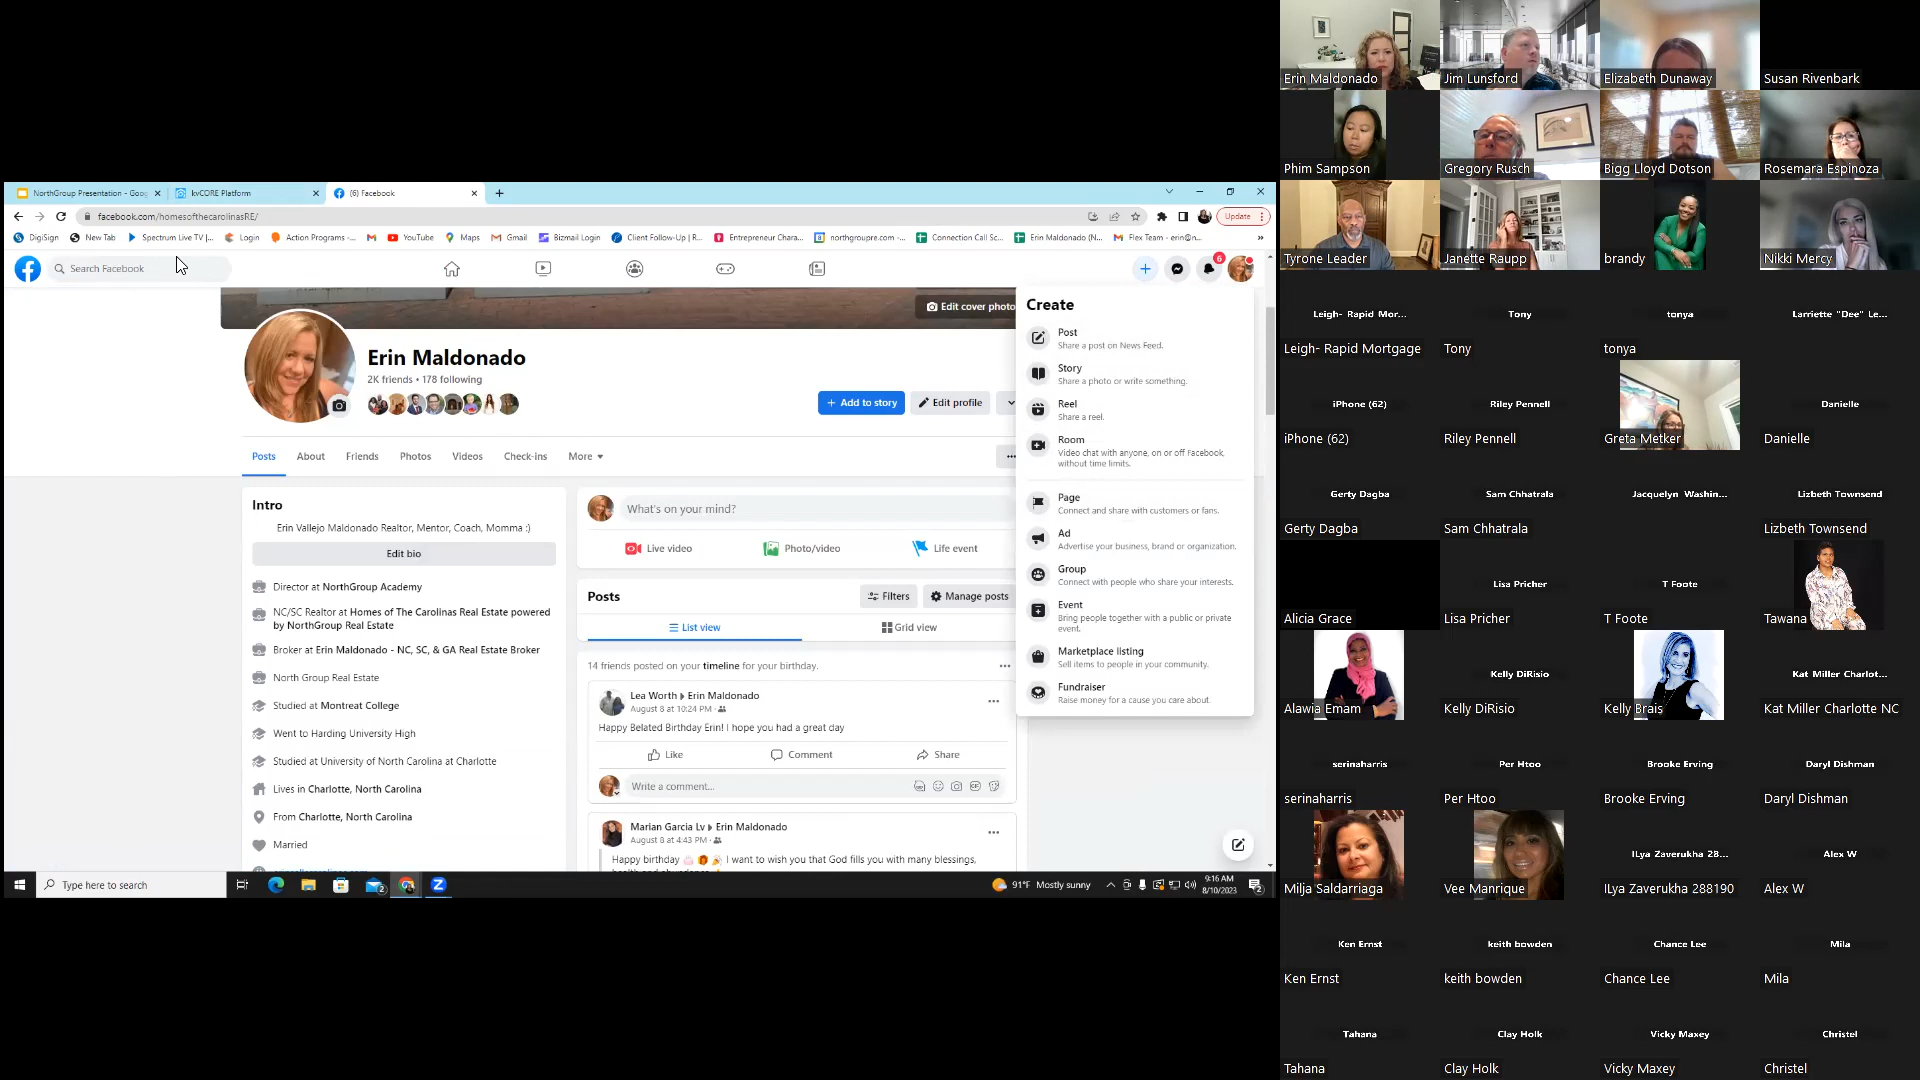 NorthGroup Presentation - Goog
kvCORE Platform
(6) Facebook
facebook.com/homesofthecarolinasRE/
Update
DigiSign
New Tab
Spectrum Live TV |...
Login
Action Programs -...
YouTube
Maps
Gmail
Bizmail Login
Client Follow-Up | R...
Entrepreneur Chara...
northgroupre.com -...
Connection Call Sc...
Erin Maldonado (N...
Flex Team - erin@n...
»
Search Facebook
6
Edit cover photo
Erin Maldonado
2K friends • 178 following
+ Add to story
Edit profile
Posts
About
Friends
Photos
Videos
Check-ins
More
Intro
Erin Vallejo Maldonado Realtor, Mentor, Coach, Momma :)
Edit bio
Director at NorthGroup Academy
NC/SC Realtor at Homes of The Carolinas Real Estate powered
by NorthGroup Real Estate
Broker at Erin Maldonado - NC, SC, & GA Real Estate Broker
North Group Real Estate
Studied at Montreat College
Went to Harding University High
Studied at University of North Carolina at Charlotte
Lives in Charlotte, North Carolina
From Charlotte, North Carolina
Married
What's on your mind?
Live video
Photo/video
Life event
Posts
Filters
Manage posts
List view
Grid view
14 friends posted on your timeline for your birthday.
Lea Worth ▸ Erin Maldonado
August 8 at 10:24 PM
Happy Belated Birthday Erin! I hope you had a great day
Like
Comment
Share
Write a comment...
Marian Garcia Lv ▸ Erin Maldonado
August 8 at 4:43 PM
Happy birthday 🎂 🎁 🎉 I want to wish you that God fills you with many blessings,
Create
Post
Share a post on News Feed.
Story
Share a photo or write something.
Reel
Share a reel.
Room
Video chat with anyone, on or off Facebook,
without time limits.
Page
Connect and share with customers or fans.
Ad
Advertise your business, brand or organization.
Group
Connect with people who share your interests.
Event
Bring people together with a public or private
event.
Marketplace listing
Sell items to people in your community.
Fundraiser
Raise money for a cause you care about.
Type here to search
91°F Mostly sunny
9:16 AM
8/10/2023
2
Erin Maldonado
Jim Lunsford
Elizabeth Dunaway
Susan Rivenbark
Phim Sampson
Gregory Rusch
Bigg Lloyd Dotson
Rosemara Espinoza
Tyrone Leader
Janette Raupp
brandy
Nikki Mercy
Leigh- Rapid Mor...
Tony
tonya
Larriette "Dee" Le...
Leigh- Rapid Mortgage
Tony
tonya
iPhone (62)
Riley Pennell
Danielle
iPhone (62)
Riley Pennell
Greta Metker
Danielle
Gerty Dagba
Sam Chhatrala
Jacquelyn Washin...
Lizbeth Townsend
Gerty Dagba
Sam Chhatrala
Lizbeth Townsend
Lisa Pricher
T Foote
Alicia Grace
Lisa Pricher
T Foote
Tawana
Kelly DiRisio
Kat Miller Charlot...
Alawia Emam
Kelly DiRisio
Kelly Brais
Kat Miller Charlotte NC
serinaharris
Per Htoo
Brooke Erving
Daryl Dishman
serinaharris
Per Htoo
Brooke Erving
Daryl Dishman
ILya Zaverukha 28...
Alex W
Milja Saldarriaga
Vee Manrique
ILya Zaverukha 288190
Alex W
Ken Ernst
keith bowden
Chance Lee
Mila
Ken Ernst
keith bowden
Chance Lee
Mila
Tahana
Clay Holk
Vicky Maxey
Christel
Tahana
Clay Holk
Vicky Maxey
Christel